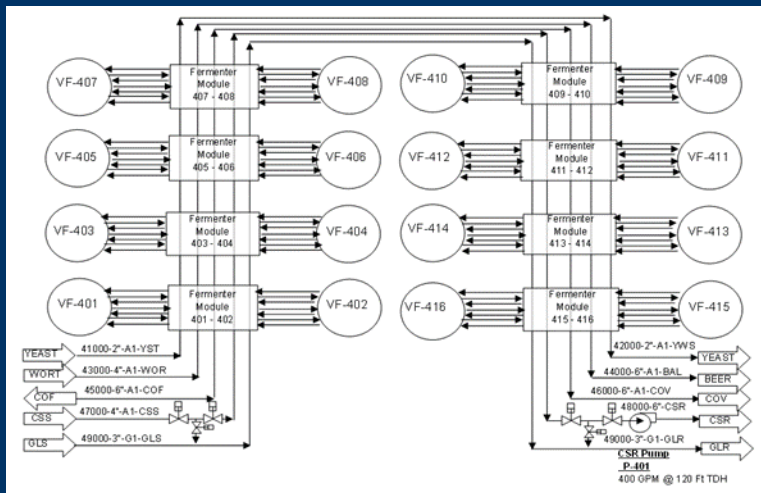 VF-407
Fermenter
Module
407 - 408
VF-408
VF-410
Fermenter
Module
409 - 410
VF-409
VF-405
Fermenter
Module
405 - 406
VF-406
VF-412
Fermenter
Module
411 - 412
VF-411
VF-403
Fermenter
Module
403 - 404
VF-404
VF-414
Fermenter
Module
413 - 414
VF-413
VF-401
Fermenter
Module
401 - 402
VF-402
VF-416
Fermenter
Module
415 - 416
VF-415
YEAST
41000-2"-A1-YST
WORT
43000-4"-A1-WOR
COF
45000-6"-A1-COF
CSS
47000-4"-A1-CSS
GLS
49000-3"-G1-GLS
42000-2"-A1-YWS
YEAST
44000-6"-A1-BAL
BEER
46000-6"-A1-COV
COV
48000-6"-CSR
CSR
49000-3"-G1-GLR
GLR
CSR Pump
P-401
400 GPM @ 120 Ft TDH